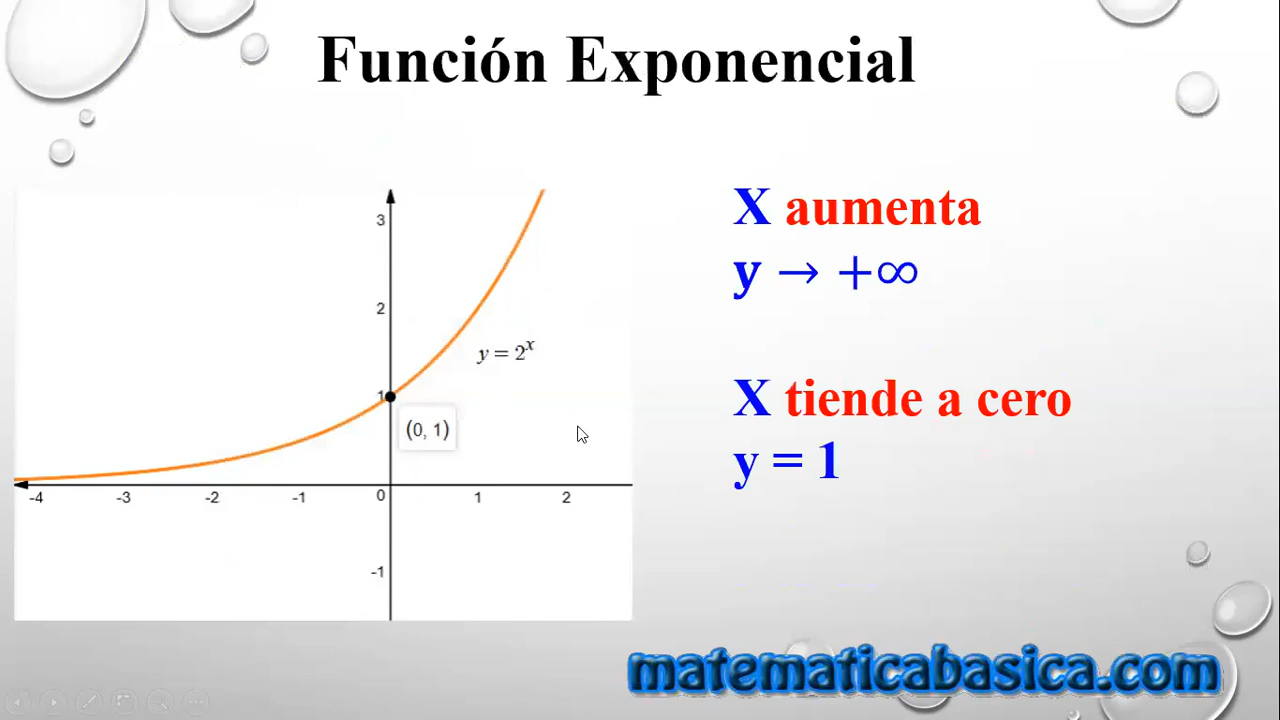 Función Exponencial
3
2
1
y = 2ˣ
(0, 1)
-4 -3 -2 -1 0 1 2
-1
X aumenta
y → +∞
X tiende a cero
y = 1
matematicabasica.com